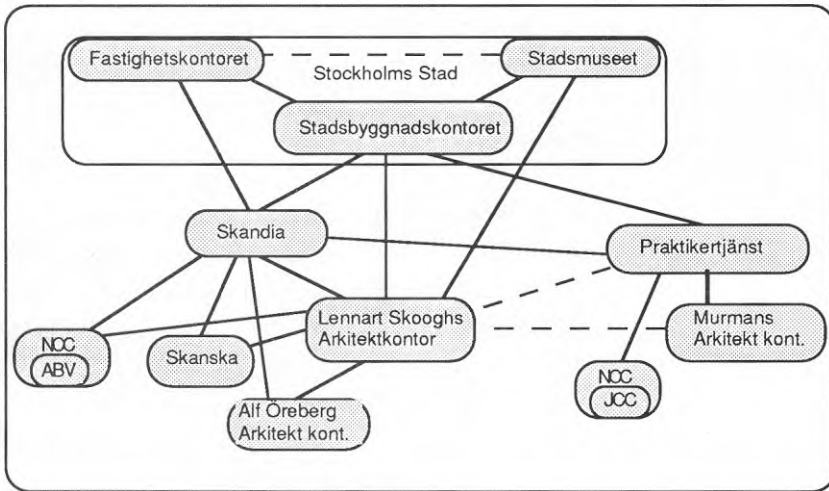 Fastighetskontoret
Stadsmuseet
Stockholms Stad
Stadsbyggnadskontoret
Skandia
Praktikertjänst
Lennart Skooghs
Arkitektkontor
Murmans
Arkitekt kont.
NCC
ABV
Skanska
NCC
JCC
Alf Öreberg
Arkitekt kont.